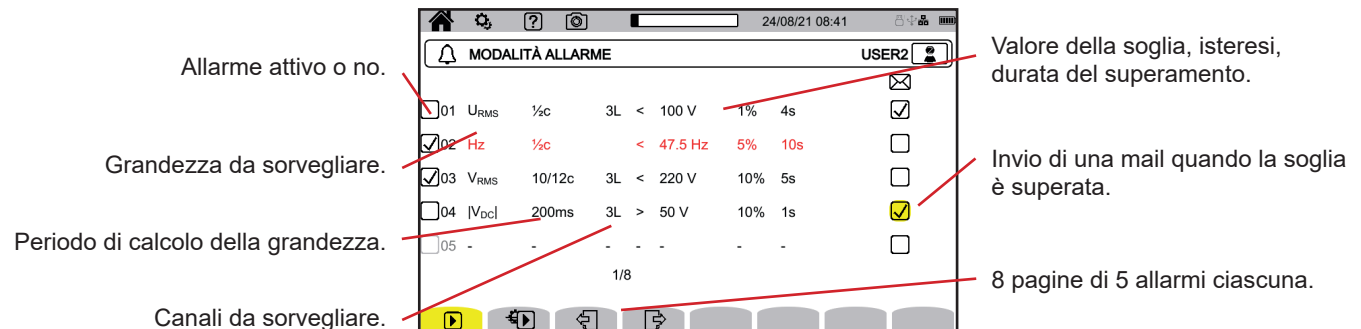 24/08/21 08:41
MODALITÀ ALLARME USER2
Allarme attivo o no.
Grandezza da sorvegliare.
Periodo di calcolo della grandezza.
Canali da sorvegliare.
01 URMS ½c 3L < 100 V 1% 4s
02 Hz ½c < 47.5 Hz 5% 10s
03 VRMS 10/12c 3L < 220 V 10% 5s
04 |VDC| 200ms 3L > 50 V 10% 1s
05 - - - - - - -
1/8
Valore della soglia, isteresi,
durata del superamento.
Invio di una mail quando la soglia
è superata.
8 pagine di 5 allarmi ciascuna.